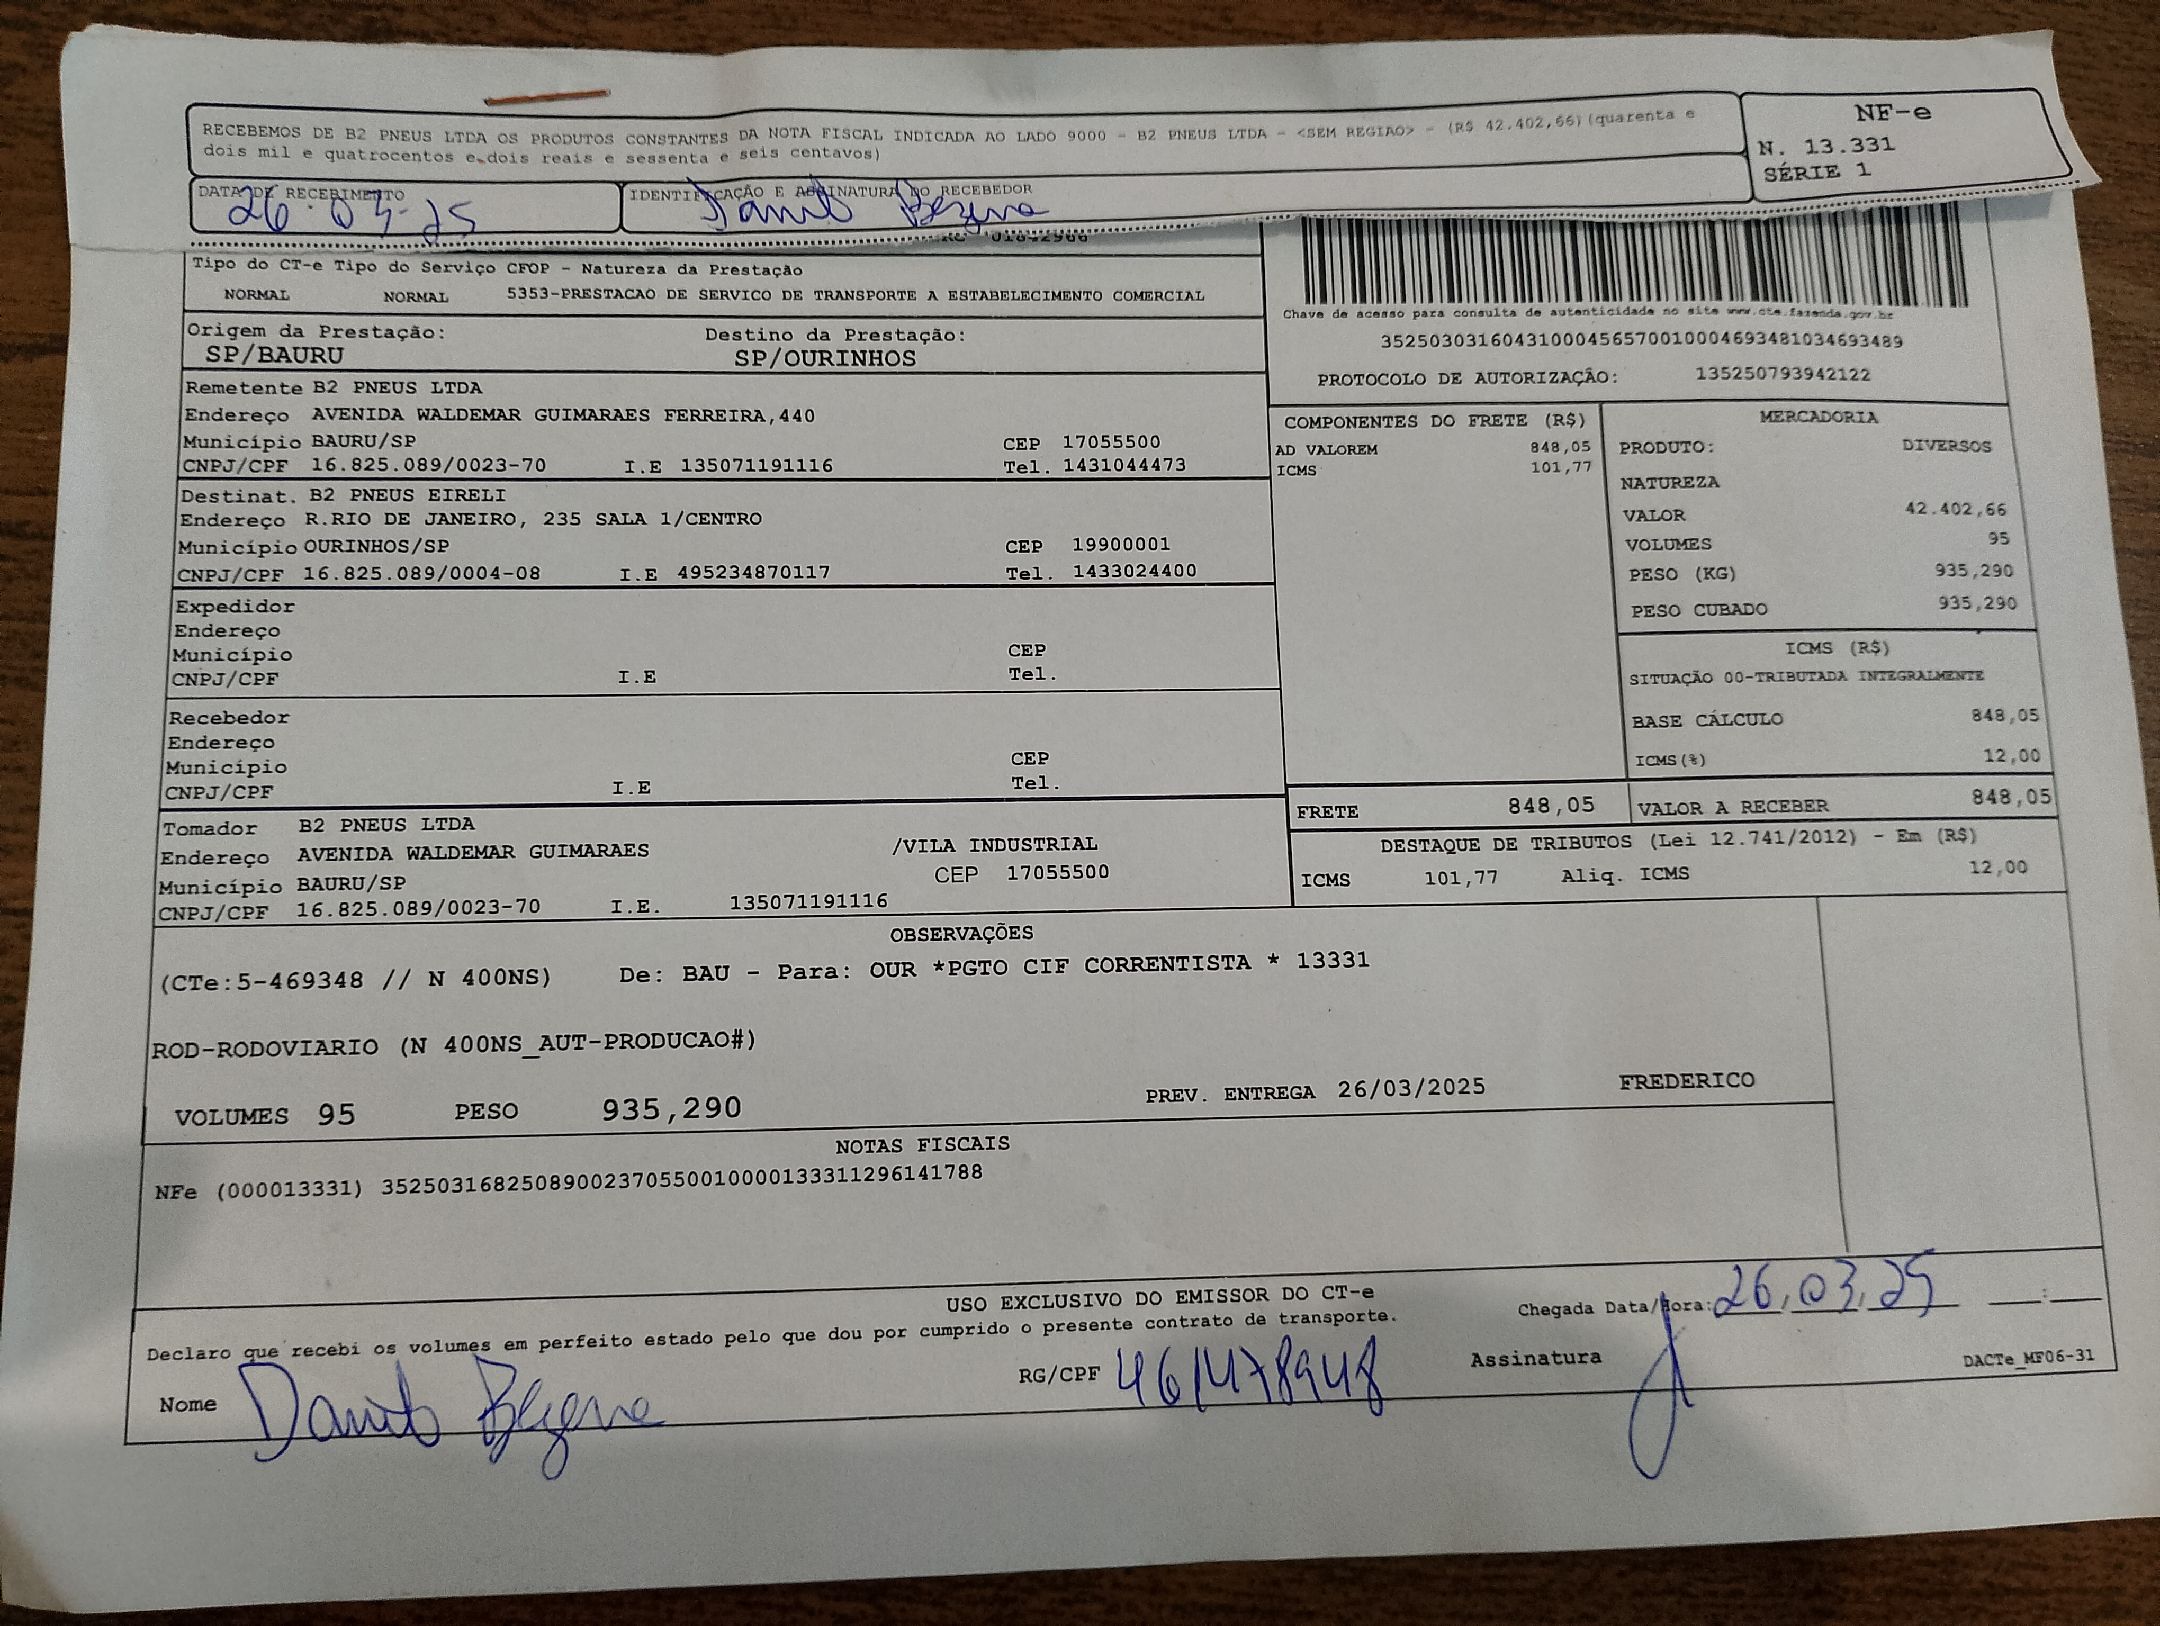 RECEBEMOS DE B2 PNEUS LTDA OS PRODUTOS CONSTANTES DA NOTA FISCAL INDICADA AO LADO 9000 - B2 PNEUS LTDA - <SEM REGIAO> - (R$ 42.402,66)(quarenta e
dois mil e quatrocentos e dois reais e sessenta e seis centavos)
NF-e
N. 13.331
SÉRIE 1
DATA DE RECEBIMENTO
26.03.25
IDENTIFICAÇÃO E ASSINATURA DO RECEBEDOR
Danilo Bezerra
Tipo do CT-e Tipo do Serviço CFOP - Natureza da Prestação
NORMAL NORMAL 5353-PRESTACAO DE SERVICO DE TRANSPORTE A ESTABELECIMENTO COMERCIAL
Origem da Prestação: Destino da Prestação:
SP/BAURU SP/OURINHOS
Remetente B2 PNEUS LTDA
Endereço AVENIDA WALDEMAR GUIMARAES FERREIRA,440
Município BAURU/SP CEP 17055500
CNPJ/CPF 16.825.089/0023-70 I.E 135071191116 Tel. 1431044473
Destinat. B2 PNEUS EIRELI
Endereço R.RIO DE JANEIRO, 235 SALA 1/CENTRO
Município OURINHOS/SP CEP 19900001
CNPJ/CPF 16.825.089/0004-08 I.E 495234870117 Tel. 1433024400
Expedidor
Endereço
Município CEP
CNPJ/CPF I.E Tel.
Recebedor
Endereço
Município CEP
CNPJ/CPF I.E Tel.
Tomador B2 PNEUS LTDA
Endereço AVENIDA WALDEMAR GUIMARAES /VILA INDUSTRIAL
Município BAURU/SP CEP 17055500
CNPJ/CPF 16.825.089/0023-70 I.E. 135071191116
Chave de acesso para consulta de autenticidade no site www.cte.fazenda.gov.br
35250303160431000456570010004693481034693489
PROTOCOLO DE AUTORIZAÇÃO: 135250793942122
COMPONENTES DO FRETE (R$)
AD VALOREM 848,05
ICMS 101,77
MERCADORIA
PRODUTO: DIVERSOS
NATUREZA
VALOR 42.402,66
VOLUMES 95
PESO (KG) 935,290
PESO CUBADO 935,290
ICMS (R$)
SITUAÇÃO 00-TRIBUTADA INTEGRALMENTE
BASE CÁLCULO 848,05
ICMS(%) 12,00
FRETE 848,05 VALOR A RECEBER 848,05
DESTAQUE DE TRIBUTOS (Lei 12.741/2012) - Em (R$)
ICMS 101,77 Aliq. ICMS 12,00
OBSERVAÇÕES
(CTe:5-469348 // N 400NS) De: BAU - Para: OUR *PGTO CIF CORRENTISTA * 13331
ROD-RODOVIARIO (N 400NS_AUT-PRODUCAO#)
VOLUMES 95 PESO 935,290 PREV. ENTREGA 26/03/2025 FREDERICO
NOTAS FISCAIS
NFe (000013331) 35250316825089002370550010000133311296141788
USO EXCLUSIVO DO EMISSOR DO CT-e
Declaro que recebi os volumes em perfeito estado pelo que dou por cumprido o presente contrato de transporte.
Chegada Data/Hora: 26,03,25 __:__
Nome Danilo Bezerra RG/CPF 461478948 Assinatura
DACTe_MF06-31